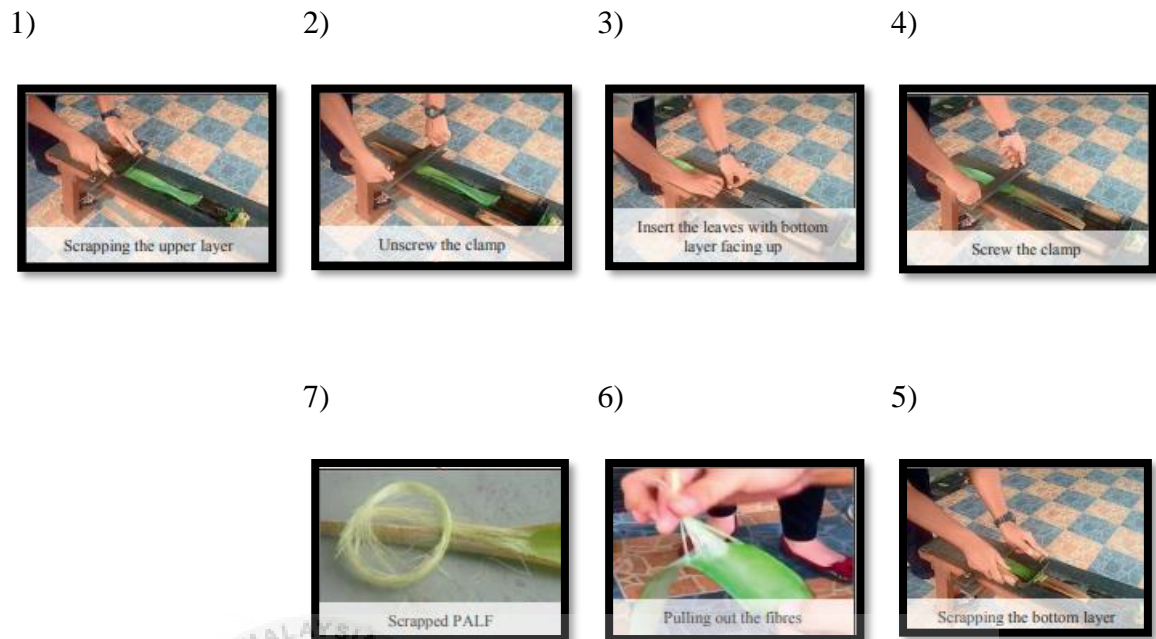 1)
2)
3)
4)
Scrapping the upper layer
Unscrew the clamp
Insert the leaves with bottom
layer facing up
Screw the clamp
7)
6)
5)
Scrapped PALF
Pulling out the fibres
Scrapping the bottom layer
MALAYSIA